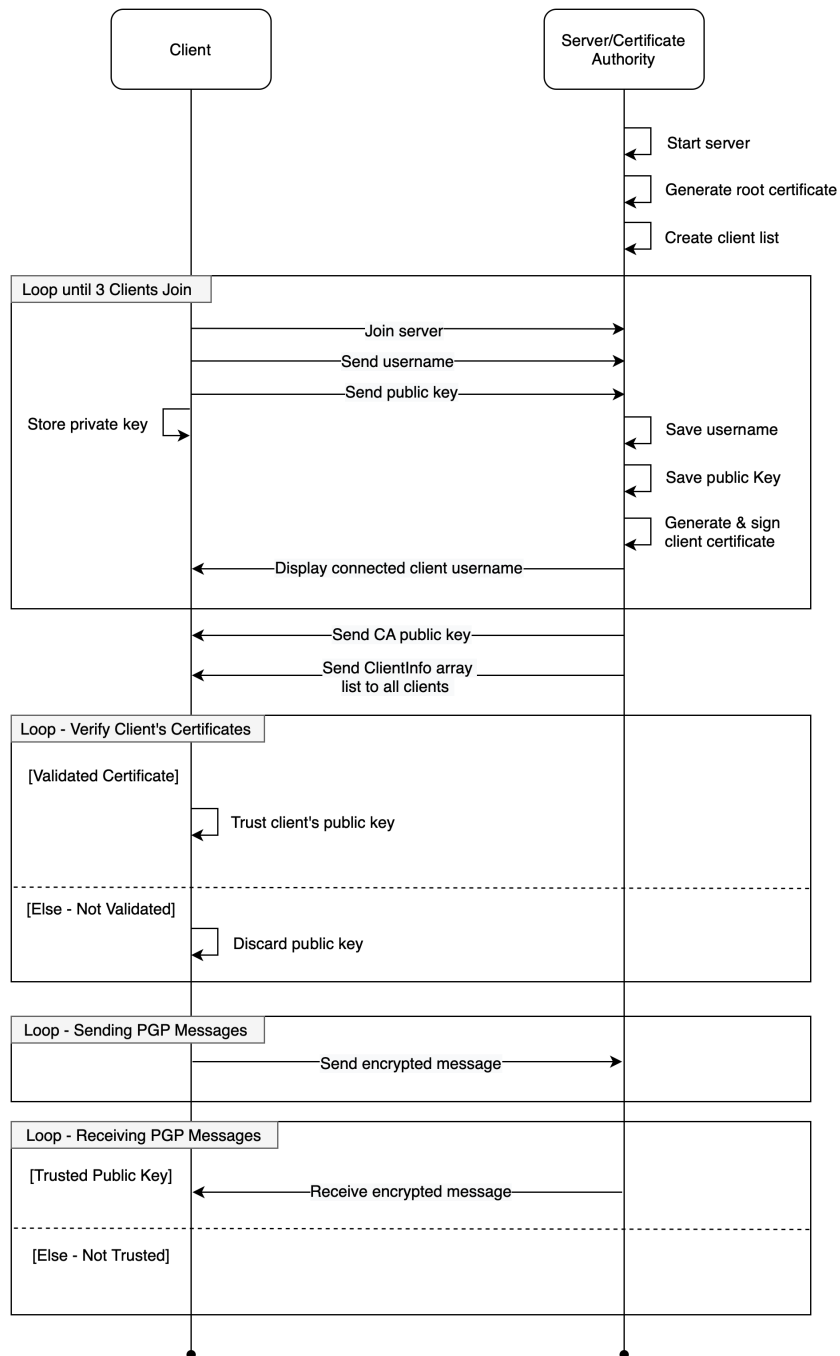 Client
Server/Certificate
Authority
Start server
Generate root certificate
Create client list
Loop until 3 Clients Join
Join server
Send username
Send public key
Store private key
Save username
Save public Key
Generate & sign
client certificate
Display connected client username
Send CA public key
Send ClientInfo array
list to all clients
Loop - Verify Client's Certificates
[Validated Certificate]
Trust client's public key
[Else - Not Validated]
Discard public key
Loop - Sending PGP Messages
Send encrypted message
Loop - Receiving PGP Messages
[Trusted Public Key]
Receive encrypted message
[Else - Not Trusted]